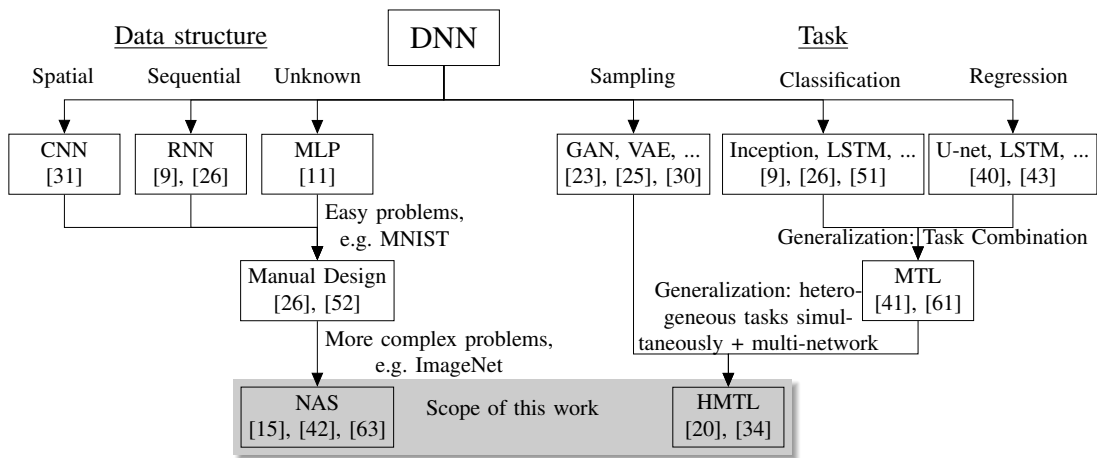 Data structure
DNN
Task
Spatial
Sequential
Unknown
Sampling
Classification
Regression
CNN
[31]
RNN
[9], [26]
MLP
[11]
GAN, VAE, ...
[23], [25], [30]
Inception, LSTM, ...
[9], [26], [51]
U-net, LSTM, ...
[40], [43]
Easy problems,
e.g. MNIST
Generalization: Task Combination
Manual Design
[26], [52]
MTL
[41], [61]
Generalization: hetero-
geneous tasks simul-
taneously + multi-network
More complex problems,
e.g. ImageNet
NAS
[15], [42], [63]
Scope of this work
HMTL
[20], [34]